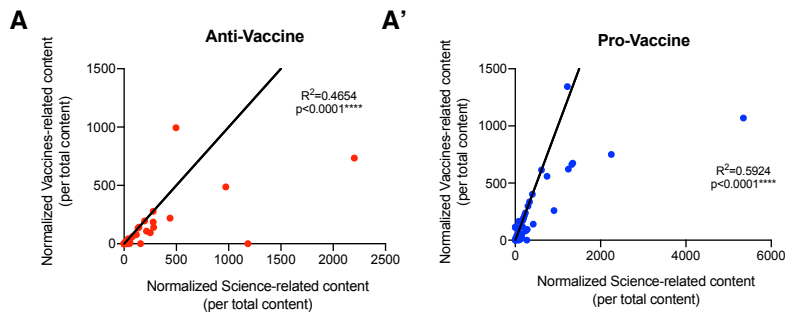 A
Anti-Vaccine
Normalized Vaccines-related content
(per total content)
1500
1000
500
0
R²=0.4654
p<0.0001****
0 500 1000 1500 2000 2500
Normalized Science-related content
(per total content)
A'
Pro-Vaccine
Normalized Vaccines-related content
(per total content)
1500
1000
500
0
R²=0.5924
p<0.0001****
0 2000 4000 6000
Normalized Science-related content
(per total content)